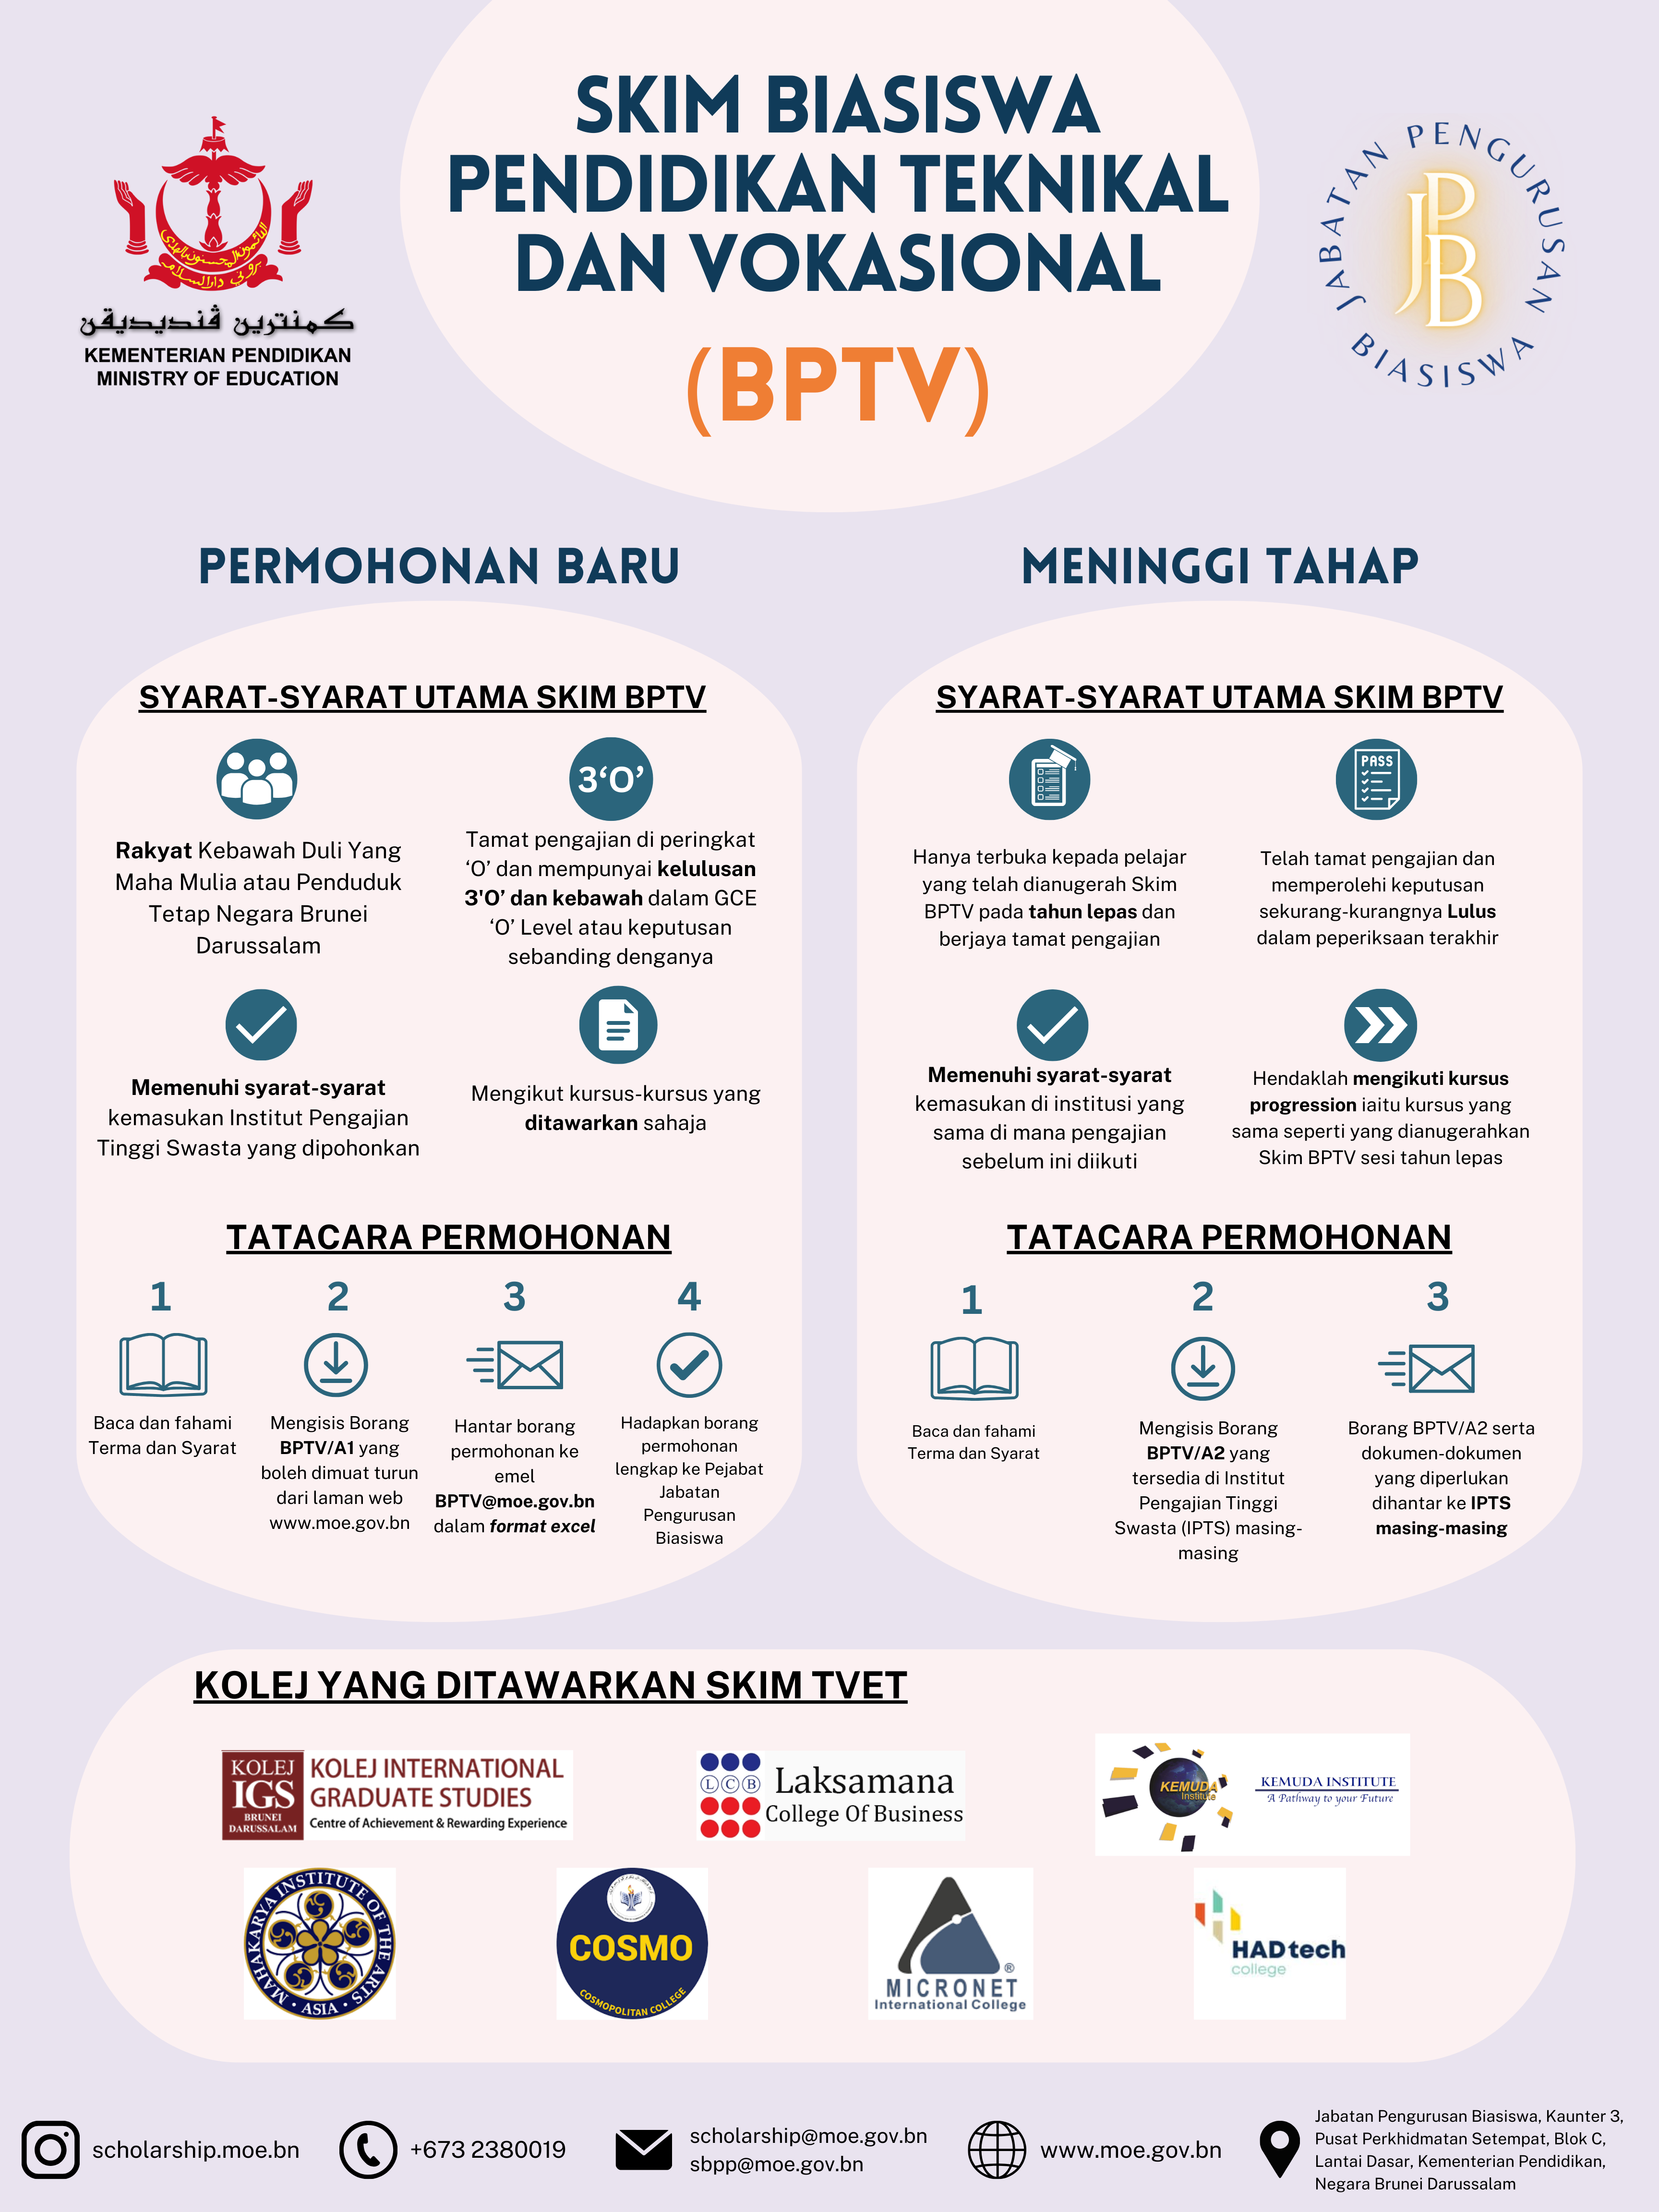 SKIM BIASISWA
PENDIDIKAN TEKNIKAL
DAN VOKASIONAL
(BPTV)
كمنترين ڤنديديقن
KEMENTERIAN PENDIDIKAN
MINISTRY OF EDUCATION
JABATAN PENGURUSAN
BIASISWA
JPB
PERMOHONAN BARU
SYARAT-SYARAT UTAMA SKIM BPTV
Rakyat Kebawah Duli Yang
Maha Mulia atau Penduduk
Tetap Negara Brunei
Darussalam
3‘O’
Tamat pengajian di peringkat
‘O’ dan mempunyai kelulusan
3'O’ dan kebawah dalam GCE
‘O’ Level atau keputusan
sebanding denganya
Memenuhi syarat-syarat
kemasukan Institut Pengajian
Tinggi Swasta yang dipohonkan
Mengikut kursus-kursus yang
ditawarkan sahaja
TATACARA PERMOHONAN
1
Baca dan fahami
Terma dan Syarat
2
Mengisis Borang
BPTV/A1 yang
boleh dimuat turun
dari laman web
www.moe.gov.bn
3
Hantar borang
permohonan ke
emel
BPTV@moe.gov.bn
dalam format excel
4
Hadapkan borang
permohonan
lengkap ke Pejabat
Jabatan
Pengurusan
Biasiswa
MENINGGI TAHAP
SYARAT-SYARAT UTAMA SKIM BPTV
Hanya terbuka kepada pelajar
yang telah dianugerah Skim
BPTV pada tahun lepas dan
berjaya tamat pengajian
PASS
Telah tamat pengajian dan
memperolehi keputusan
sekurang-kurangnya Lulus
dalam peperiksaan terakhir
Memenuhi syarat-syarat
kemasukan di institusi yang
sama di mana pengajian
sebelum ini diikuti
Hendaklah mengikuti kursus
progression iaitu kursus yang
sama seperti yang dianugerahkan
Skim BPTV sesi tahun lepas
TATACARA PERMOHONAN
1
Baca dan fahami
Terma dan Syarat
2
Mengisis Borang
BPTV/A2 yang
tersedia di Institut
Pengajian Tinggi
Swasta (IPTS) masing-
masing
3
Borang BPTV/A2 serta
dokumen-dokumen
yang diperlukan
dihantar ke IPTS
masing-masing
KOLEJ YANG DITAWARKAN SKIM TVET
KOLEJ
IGS
BRUNEI
DARUSSALAM
KOLEJ INTERNATIONAL
GRADUATE STUDIES
Centre of Achievement & Rewarding Experience
LCB
Laksamana
College Of Business
KEMUDA
Institute
KEMUDA INSTITUTE
A Pathway to your Future
MAHAKARYA INSTITUTE OF THE ARTS
• ASIA •
COSMO
COSMOPOLITAN COLLEGE
MICRONET®
International College
HADtech
college
scholarship.moe.bn
+673 2380019
scholarship@moe.gov.bn
sbpp@moe.gov.bn
www.moe.gov.bn
Jabatan Pengurusan Biasiswa, Kaunter 3,
Pusat Perkhidmatan Setempat, Blok C,
Lantai Dasar, Kementerian Pendidikan,
Negara Brunei Darussalam